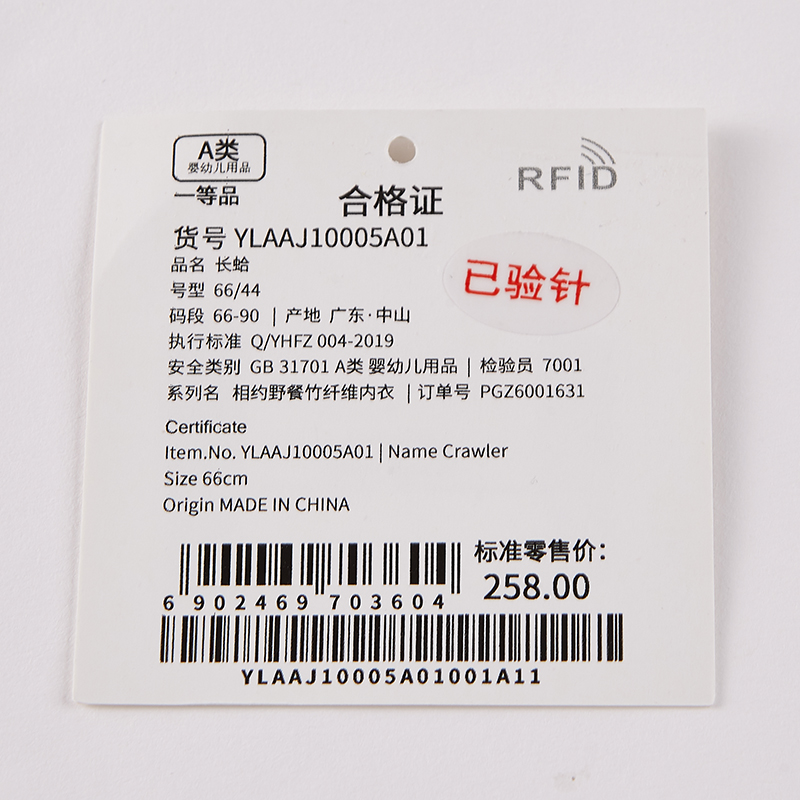 A类
婴幼儿用品
RFID
一等品
合格证
货号 YLAAJ10005A01
品名 长蛤
已验针
号型 66/44
码段 66-90 | 产地 广东·中山
执行标准 Q/YHFZ 004-2019
安全类别 GB 31701 A类 婴幼儿用品 | 检验员 7001
系列名 相约野餐竹纤维内衣 | 订单号 PGZ6001631
Certificate
Item.No. YLAAJ10005A01 | Name Crawler
Size 66cm
Origin MADE IN CHINA
标准零售价：
258.00
6 902469 703604
YLAAJ10005A01001A11